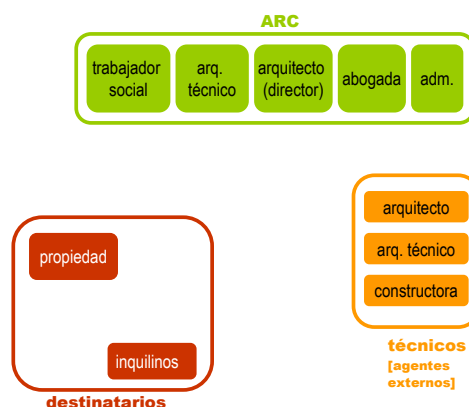 ARC
trabajador
social
arq.
técnico
arquitecto
(director)
abogada
adm.
arquitecto
arq. técnico
constructora
técnicos
[agentes
externos]
propiedad
inquilinos
destinatarios